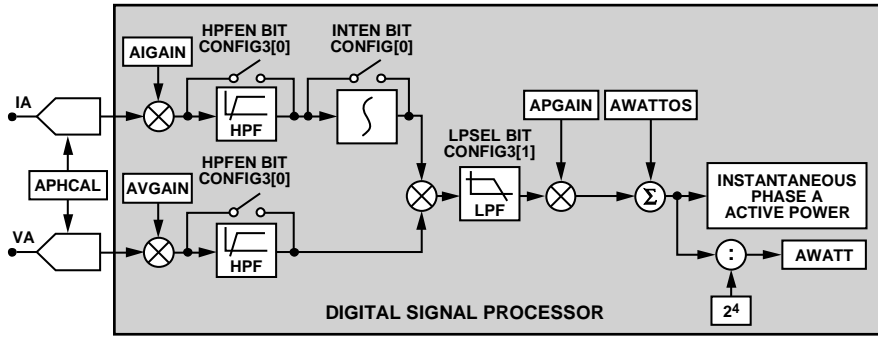 HPFEN BIT
CONFIG3[0]
INTEN BIT
CONFIG[0]
AIGAIN
IA
HPF
APGAIN
AWATTOS
LPSEL BIT
CONFIG3[1]
HPFEN BIT
CONFIG3[0]
APHCAL
AVGAIN
LPF
Σ
INSTANTANEOUS
PHASE A
ACTIVE POWER
VA
HPF
:
AWATT
2⁴
DIGITAL SIGNAL PROCESSOR